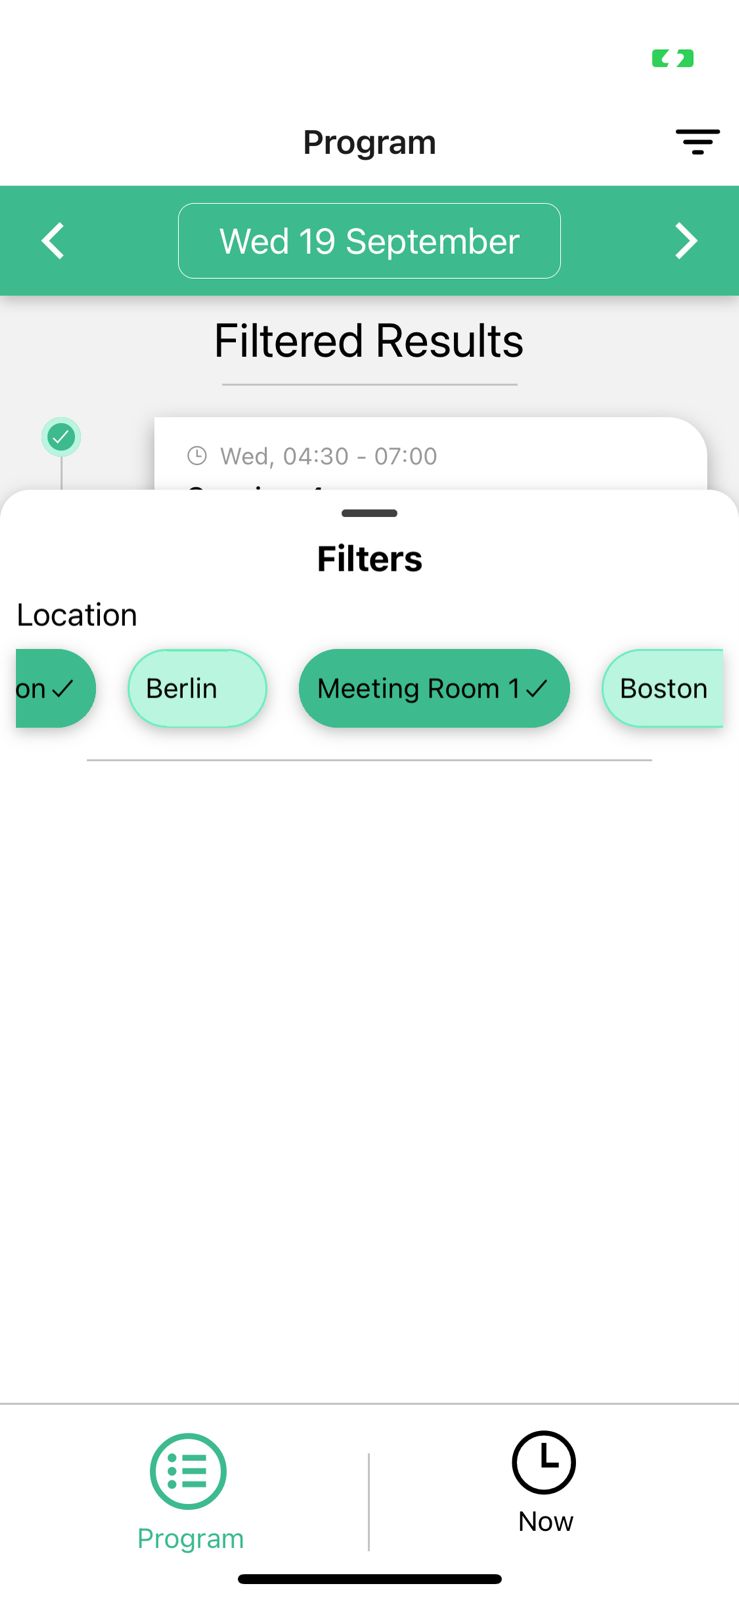 Program
Wed 19 September
Filtered Results
Wed, 04:30 - 07:00
Filters
Location
on Berlin Meeting Room 1 Boston
Program
Now